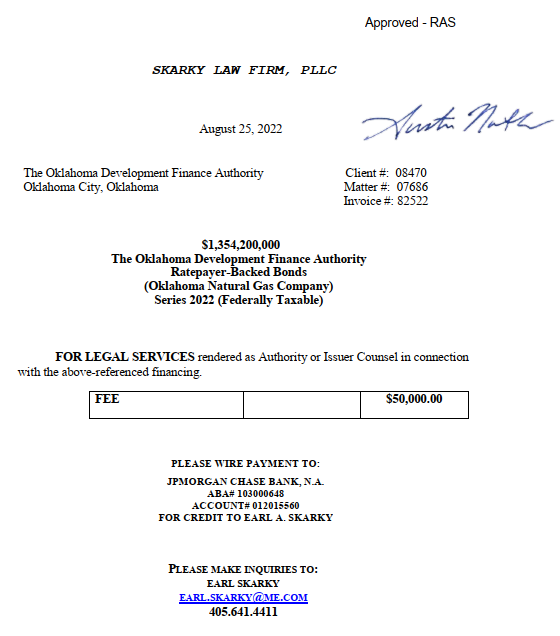 Approved - RAS
SKARKY LAW FIRM, PLLC
August 25, 2022
The Oklahoma Development Finance Authority
Oklahoma City, Oklahoma
Client #: 08470
Matter #: 07686
Invoice #: 82522
$1,354,200,000
The Oklahoma Development Finance Authority
Ratepayer-Backed Bonds
(Oklahoma Natural Gas Company)
Series 2022 (Federally Taxable)
FOR LEGAL SERVICES rendered as Authority or Issuer Counsel in connection
with the above-referenced financing.
FEE $50,000.00
PLEASE WIRE PAYMENT TO:
JPMORGAN CHASE BANK, N.A.
ABA# 103000648
ACCOUNT# 012015560
FOR CREDIT TO EARL A. SKARKY
PLEASE MAKE INQUIRIES TO:
EARL SKARKY
EARL.SKARKY@ME.COM
405.641.4411